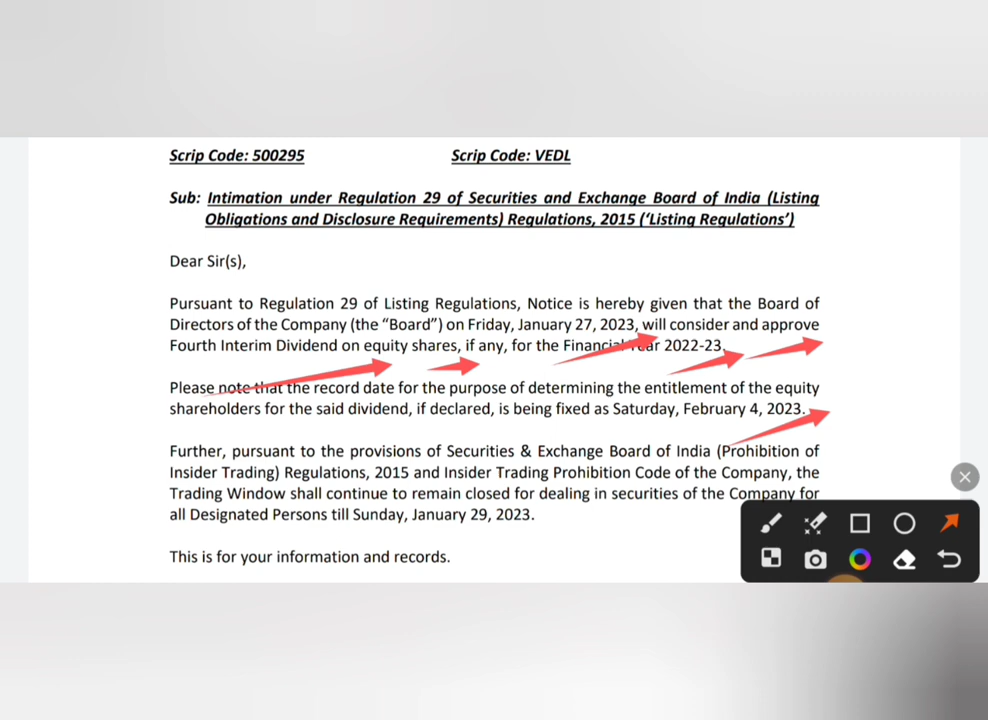 Scrip Code: 500295 Scrip Code: VEDL
Sub: Intimation under Regulation 29 of Securities and Exchange Board of India (Listing
Obligations and Disclosure Requirements) Regulations, 2015 (‘Listing Regulations’)
Dear Sir(s),
Pursuant to Regulation 29 of Listing Regulations, Notice is hereby given that the Board of
Directors of the Company (the “Board”) on Friday, January 27, 2023, will consider and approve
Fourth Interim Dividend on equity shares, if any, for the Financial Year 2022-23.
Please note that the record date for the purpose of determining the entitlement of the equity
shareholders for the said dividend, if declared, is being fixed as Saturday, February 4, 2023.
Further, pursuant to the provisions of Securities & Exchange Board of India (Prohibition of
Insider Trading) Regulations, 2015 and Insider Trading Prohibition Code of the Company, the
Trading Window shall continue to remain closed for dealing in securities of the Company for
all Designated Persons till Sunday, January 29, 2023.
This is for your information and records.